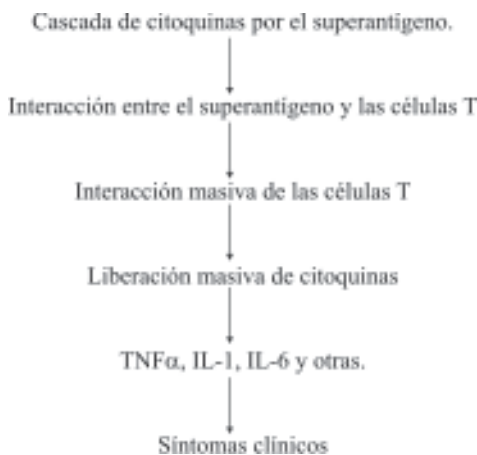 Cascada de citoquinas por el superantígeno.
Interacción entre el superantígeno y las células T
Interacción masiva de las células T
Liberación masiva de citoquinas
TNFα, IL-1, IL-6 y otras.
Síntomas clínicos